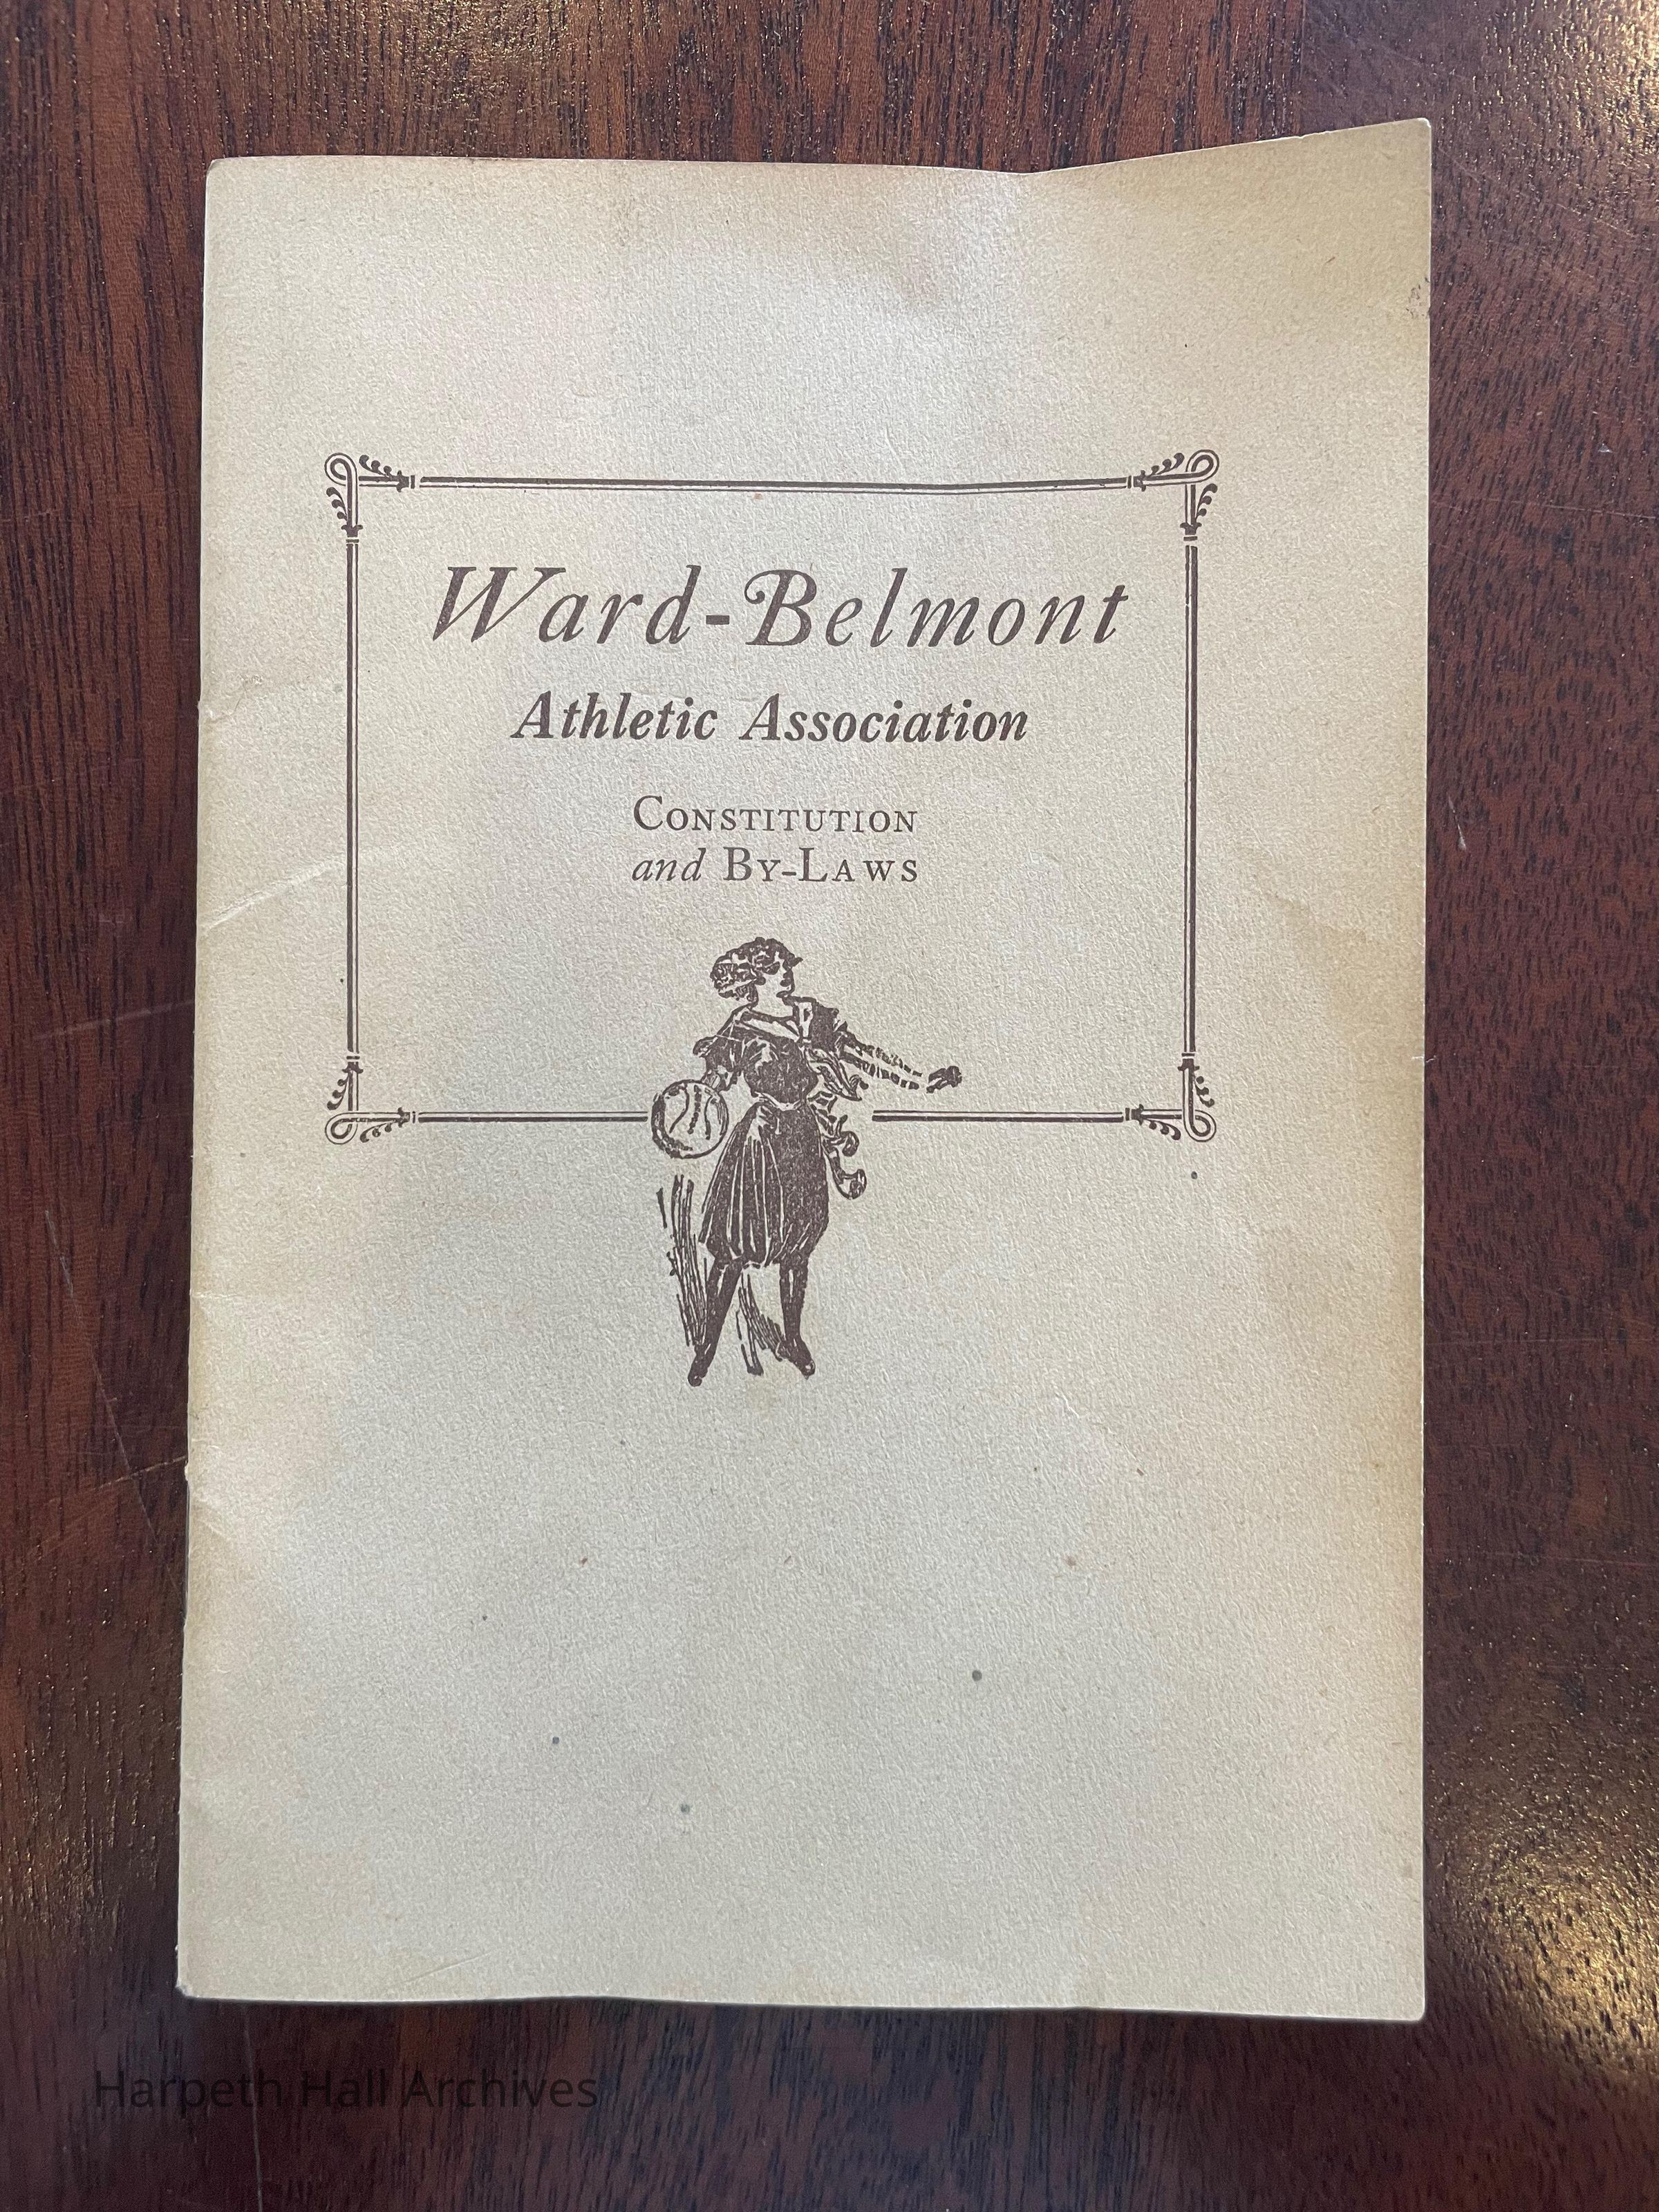 Ward-Belmont
Athletic Association
Constitution
and By-Laws
Harpeth Hall Archives